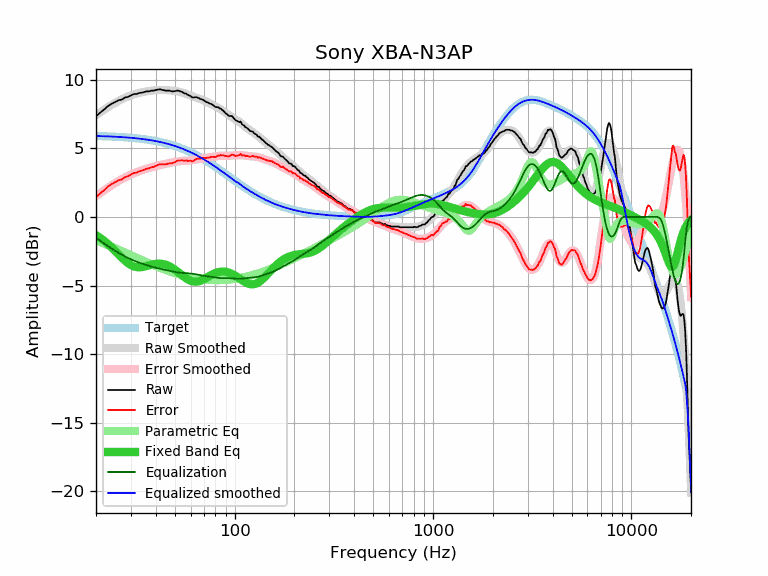 Sony XBA-N3AP
Amplitude (dBr)
10
5
0
−5
−10
−15
−20
Target
Raw Smoothed
Error Smoothed
Raw
Error
Parametric Eq
Fixed Band Eq
Equalization
Equalized smoothed
100 1000 10000
Frequency (Hz)